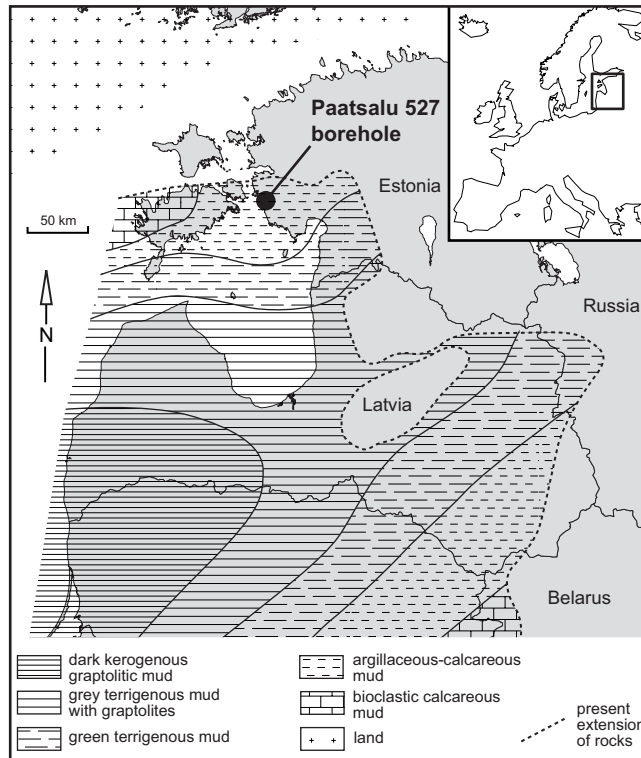 Paatsalu 527
borehole
Estonia
50 km
N
Russia
Latvia
Belarus
dark kerogenous
graptolitic mud
grey terrigenous mud
with graptolites
green terrigenous mud
argillaceous-calcareous
mud
bioclastic calcareous
mud
land
present
extension
of rocks